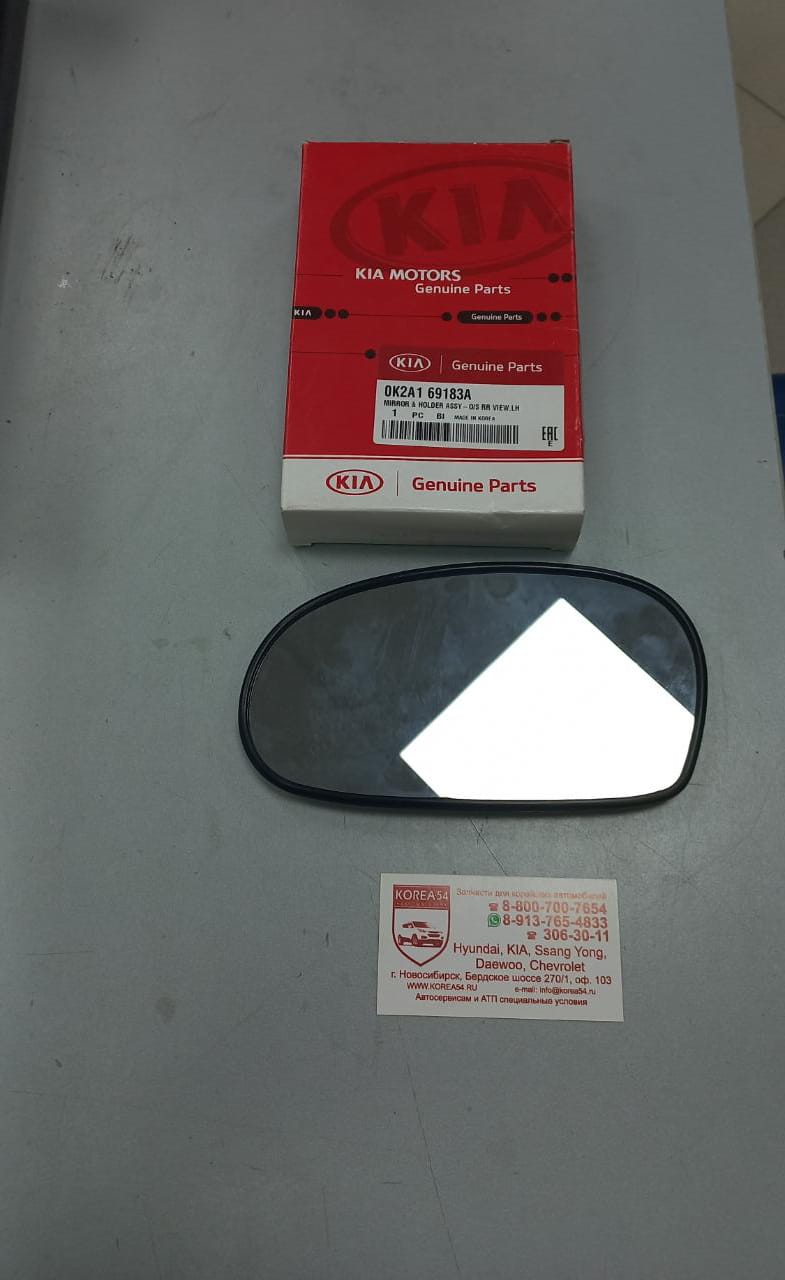 KIA
KIA MOTORS
Genuine Parts
KIA
Genuine Parts
KIA Genuine Parts
0K2A1 69183A
MIRROR & HOLDER ASSY - O/S RR VIEW,LH
1 PC BI MADE IN KOREA
EAC
E
KIA Genuine Parts
KOREA54
Запчасти для корейских автомобилей
8-800-700-7654
8-913-765-4833
306-30-11
Hyundai, KIA, Ssang Yong,
Daewoo, Chevrolet
г. Новосибирск, Бердское шоссе 270/1, оф. 103
WWW.KOREA54.RU e-mail: info@korea54.ru
Автосервисам и АТП специальные условия